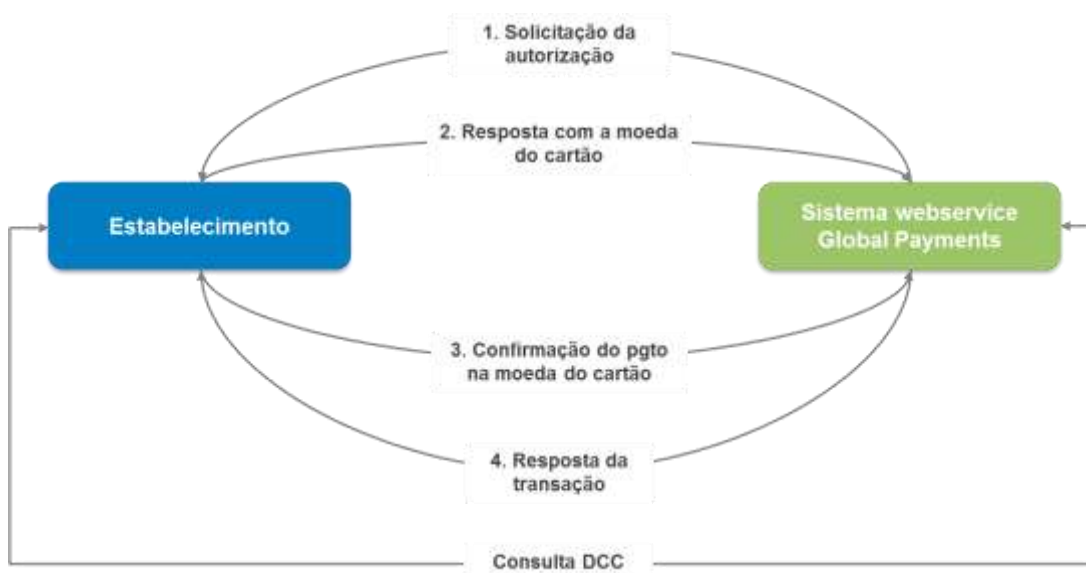 1. Solicitação da
autorização
2. Resposta com a moeda
do cartão
Estabelecimento
Sistema webservice
Global Payments
3. Confirmação do pgto
na moeda do cartão
4. Resposta da
transação
Consulta DCC